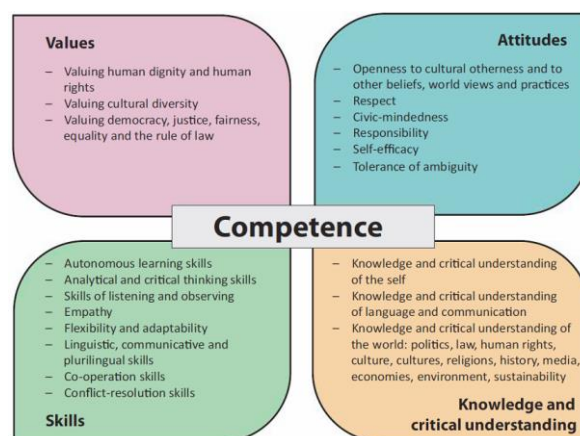 Values
– Valuing human dignity and human
rights
– Valuing cultural diversity
– Valuing democracy, justice, fairness,
equality and the rule of law
Attitudes
– Openness to cultural otherness and to
other beliefs, world views and practices
– Respect
– Civic-mindedness
– Responsibility
– Self-efficacy
– Tolerance of ambiguity
Competence
– Autonomous learning skills
– Analytical and critical thinking skills
– Skills of listening and observing
– Empathy
– Flexibility and adaptability
– Linguistic, communicative and
plurilingual skills
– Co-operation skills
– Conflict-resolution skills
Skills
– Knowledge and critical understanding
of the self
– Knowledge and critical understanding
of language and communication
– Knowledge and critical understanding of
the world: politics, law, human rights,
culture, cultures, religions, history, media,
economies, environment, sustainability
Knowledge and
critical understanding